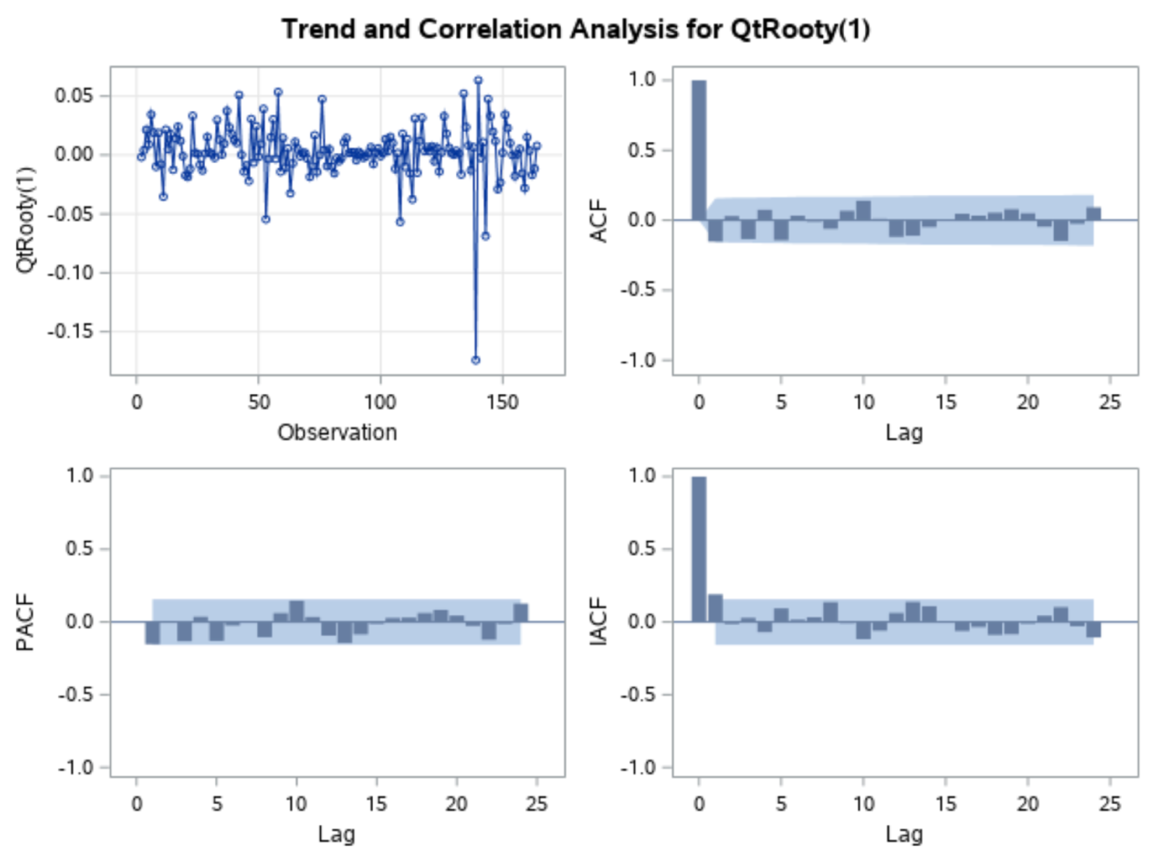 Trend and Correlation Analysis for QtRooty(1)
QtRooty(1)
0.05
0.00
-0.05
-0.10
-0.15
0 50 100 150
Observation
ACF
1.0
0.5
0.0
-0.5
-1.0
0 5 10 15 20 25
Lag
PACF
1.0
0.5
0.0
-0.5
-1.0
0 5 10 15 20 25
Lag
IACF
1.0
0.5
0.0
-0.5
-1.0
0 5 10 15 20 25
Lag